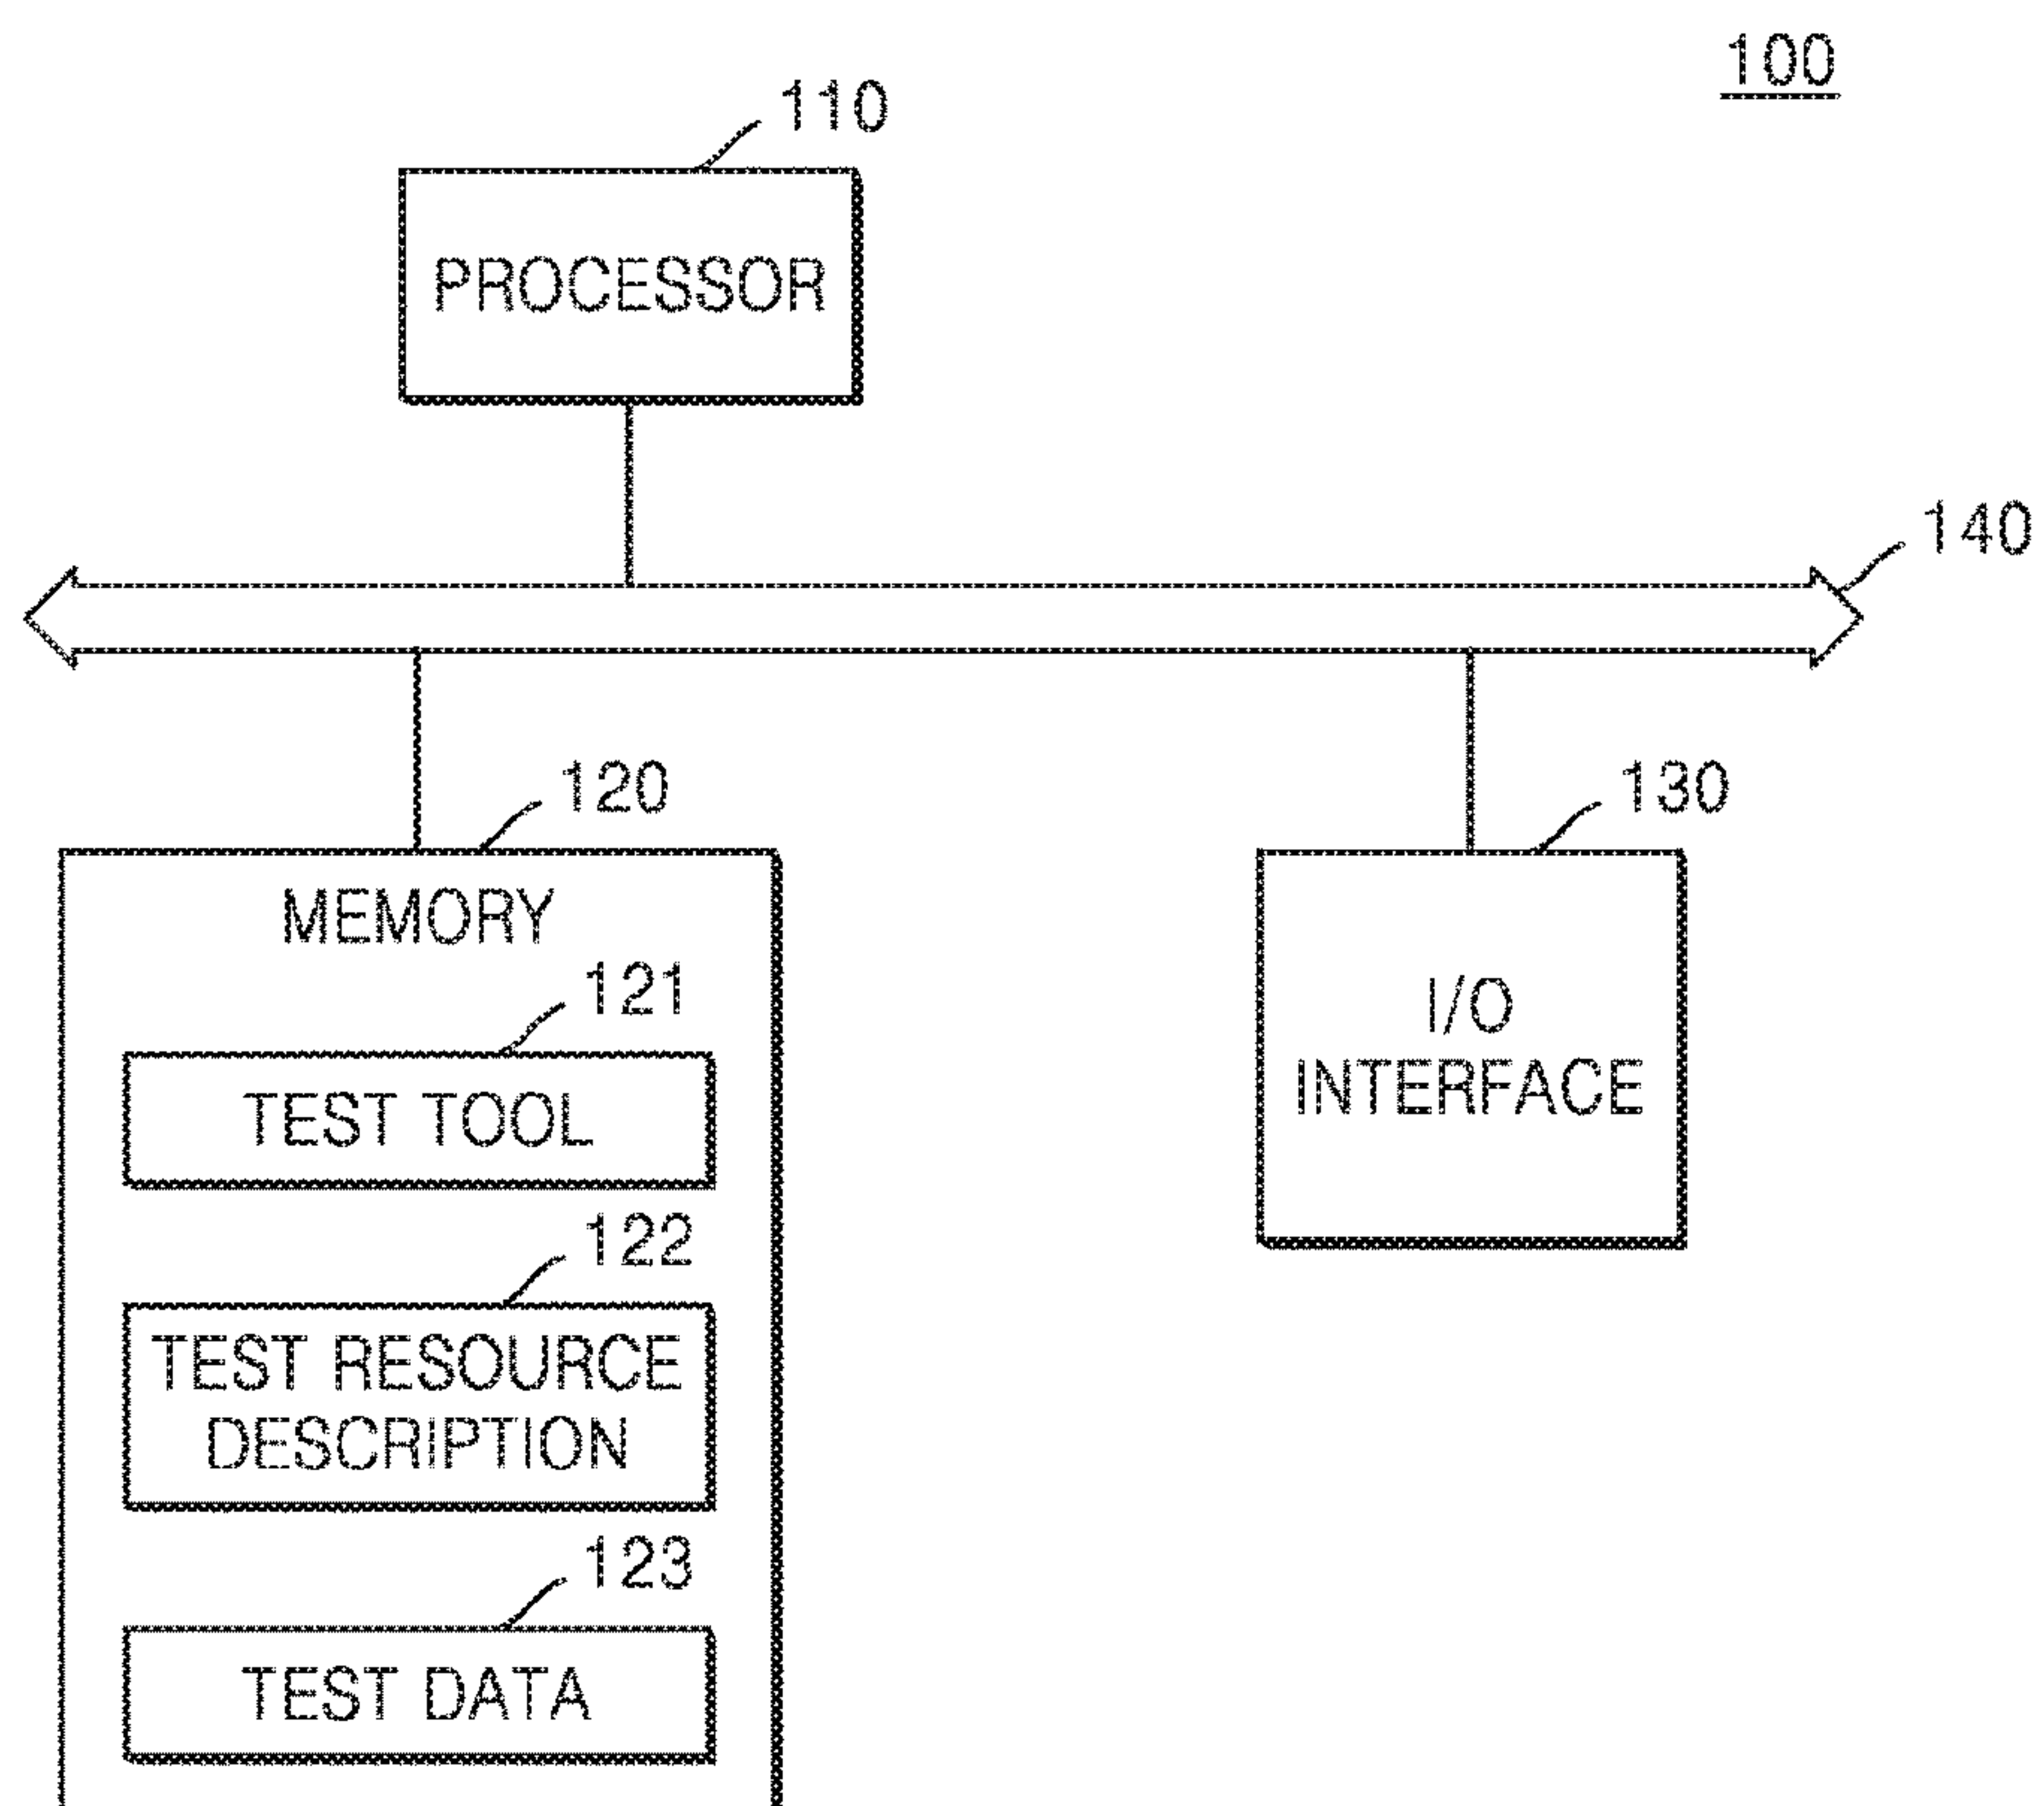 100
110
PROCESSOR
140
120
130
MEMORY
121
I/O
INTERFACE
TEST TOOL
122
TEST RESOURCE
DESCRIPTION
123
TEST DATA